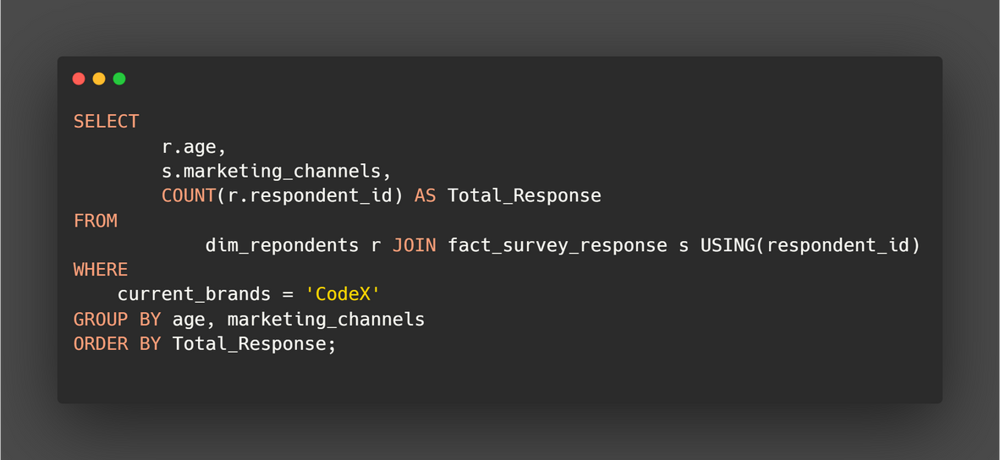 SELECT
r.age,
s.marketing_channels,
COUNT(r.respondent_id) AS Total_Response
FROM
dim_repondents r JOIN fact_survey_response s USING(respondent_id)
WHERE
current_brands = 'CodeX'
GROUP BY age, marketing_channels
ORDER BY Total_Response;